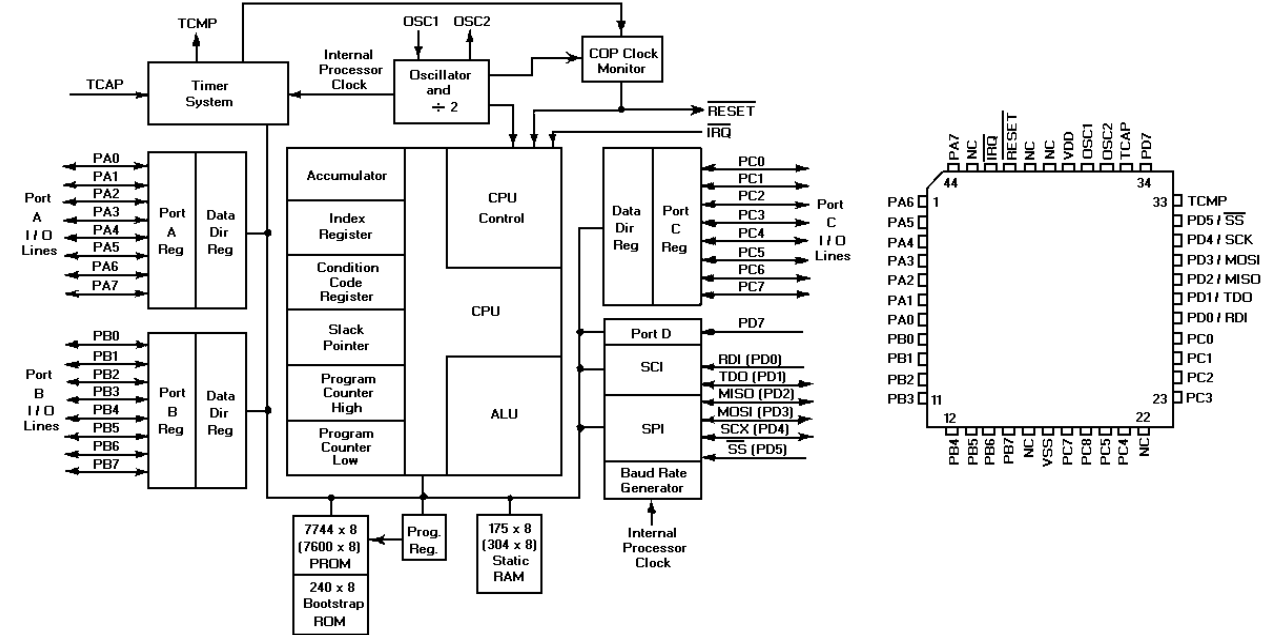 TCMP
OSC1 OSC2
Internal
Processor
Clock
TCAP
Timer
System
Oscillator
and
÷ 2
COP Clock
Monitor
RESET
IRQ
PA0
PA1
PA2
PA3
PA4
PA5
PA6
PA7
Port
A
I / O
Lines
Port
A
Reg
Data
Dir
Reg
PB0
PB1
PB2
PB3
PB4
PB5
PB6
PB7
Port
B
I / O
Lines
Port
B
Reg
Data
Dir
Reg
Accumulator
Index
Register
Condition
Code
Register
Slack
Pointer
Program
Counter
High
Program
Counter
Low
CPU
Control
CPU
ALU
Data
Dir
Reg
Port
C
Reg
PC0
PC1
PC2
PC3
PC4
PC5
PC6
PC7
Port
C
I / O
Lines
Port D
SCI
SPI
Baud Rate
Generator
PD7
RDI (PD0)
TDO (PD1)
MISO (PD2)
MOSI (PD3)
SCX (PD4)
SS (PD5)
Internal
Processor
Clock
7744 x 8
(7600 x 8)
PROM
240 x 8
Bootstrap
ROM
Prog.
Reg.
175 x 8
(304 x 8)
Static
RAM
PA7
NC
IRQ
RESET
NC
NC
VDD
OSC1
OSC2
TCAP
PD7
44
34
PA6
PA5
PA4
PA3
PA2
PA1
PA0
PB0
PB1
PB2
PB3
1
11
33
23
TCMP
PD5 / SS
PD4 / SCK
PD3 / MOSI
PD2 / MISO
PD1 / TDO
PD0 / RDI
PC0
PC1
PC2
PC3
12
22
PB4
PB5
PB6
PB7
NC
VSS
PC7
PC8
PC5
PC4
NC